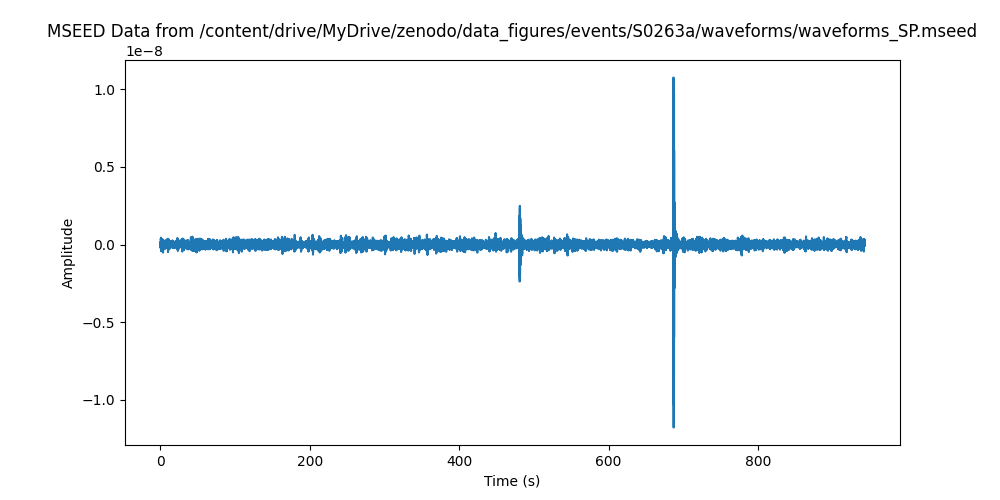 MSEED Data from /content/drive/MyDrive/zenodo/data_figures/events/S0263a/waveforms/waveforms_SP.mseed
1e−8
1.0
0.5
0.0
−0.5
−1.0
Amplitude
0 200 400 600 800
Time (s)